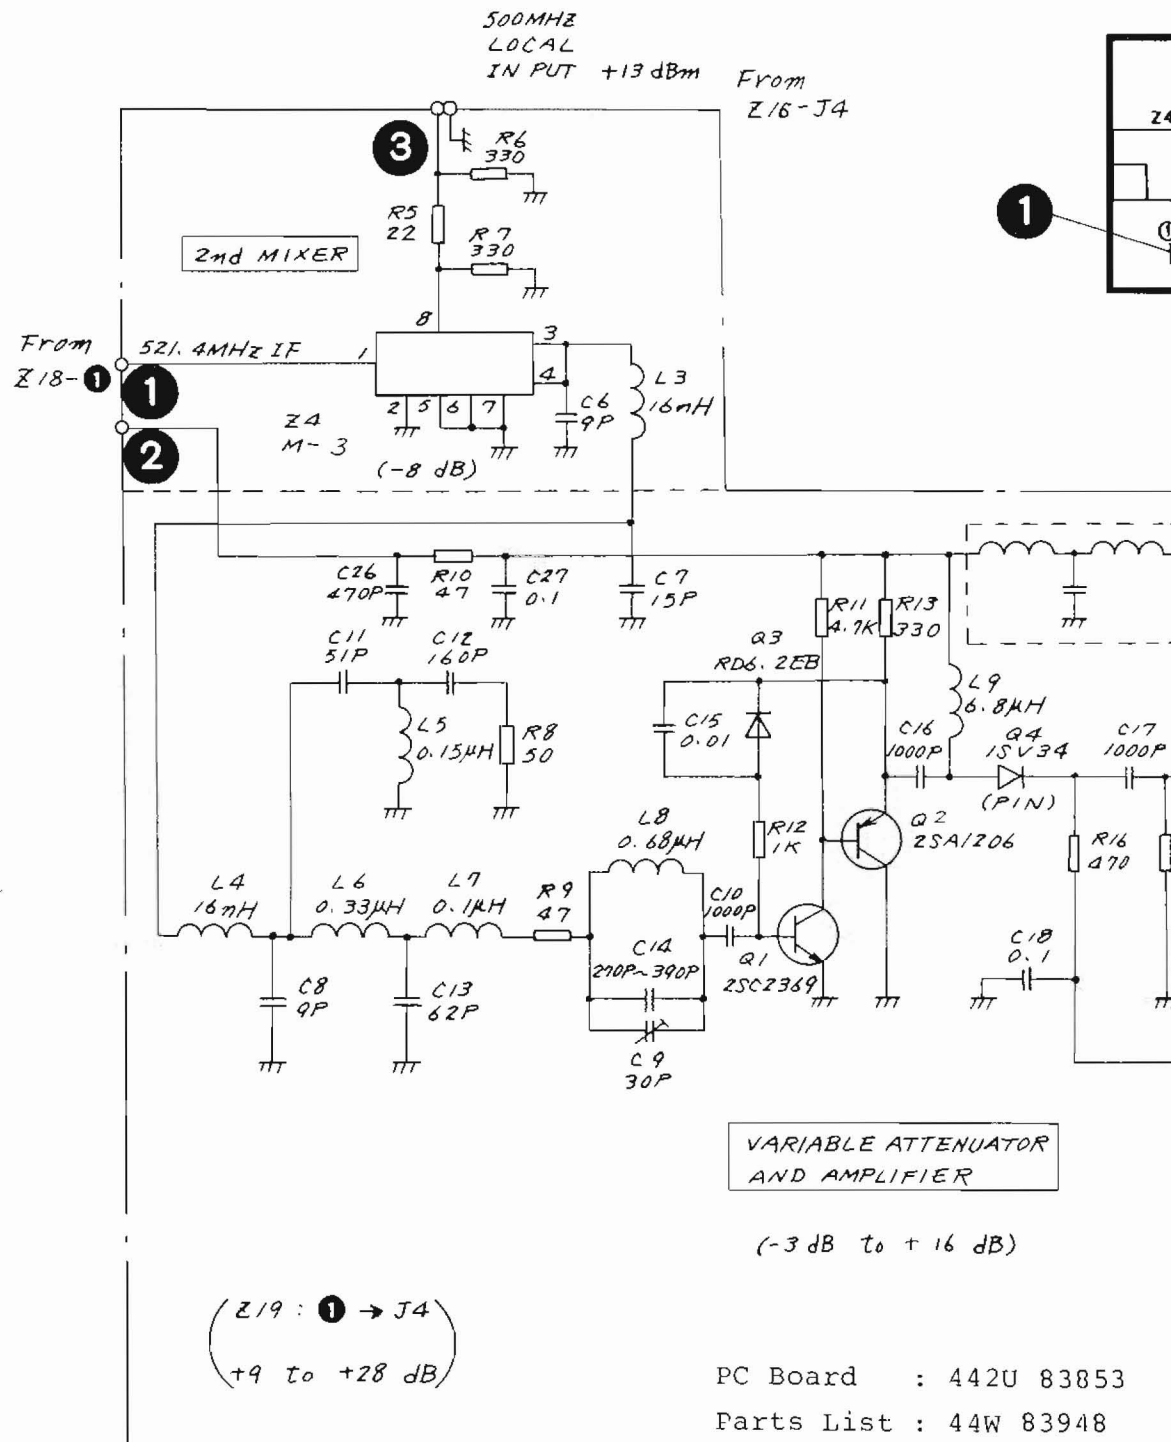 500MHZ
LOCAL
INPUT +13 dBm
From
Z16-J4
3
R6
330
R5
22
R7
330
2nd MIXER
Z4
1
1
8
From
Z18-1
521.4MHZ IF
1
3
4
1
2 5 6 7
Z4
M-3
C6
9P
L3
16nH
2
(-8 dB)
C26
470P
R10
47
C27
0.1
C7
15P
R11
4.7K
R13
330
C11
51P
C12
160P
Q3
RD6.2EB
L5
0.15μH
R8
50
C15
0.01
L9
6.8μH
C16
1000P
Q4
1SV34
(PIN)
C17
1000P
L8
0.68μH
R12
1K
Q2
2SA1206
R16
470
L4
16nH
L6
0.33μH
L7
0.1μH
R9
47
C10
1000P
C14
270P~390P
Q1
2SC2369
C18
0.1
C8
9P
C13
62P
C9
30P
VARIABLE ATTENUATOR
AND AMPLIFIER
(-3 dB to +16 dB)
(Z19 : 1 → J4
+9 to +28 dB)
PC Board : 442U 83853
Parts List : 44W 83948